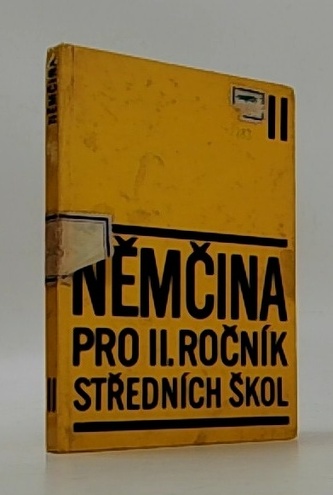 NĚMČINA
II
NĚMČINA
PRO II. ROČNÍK
STŘEDNÍCH ŠKOL
II